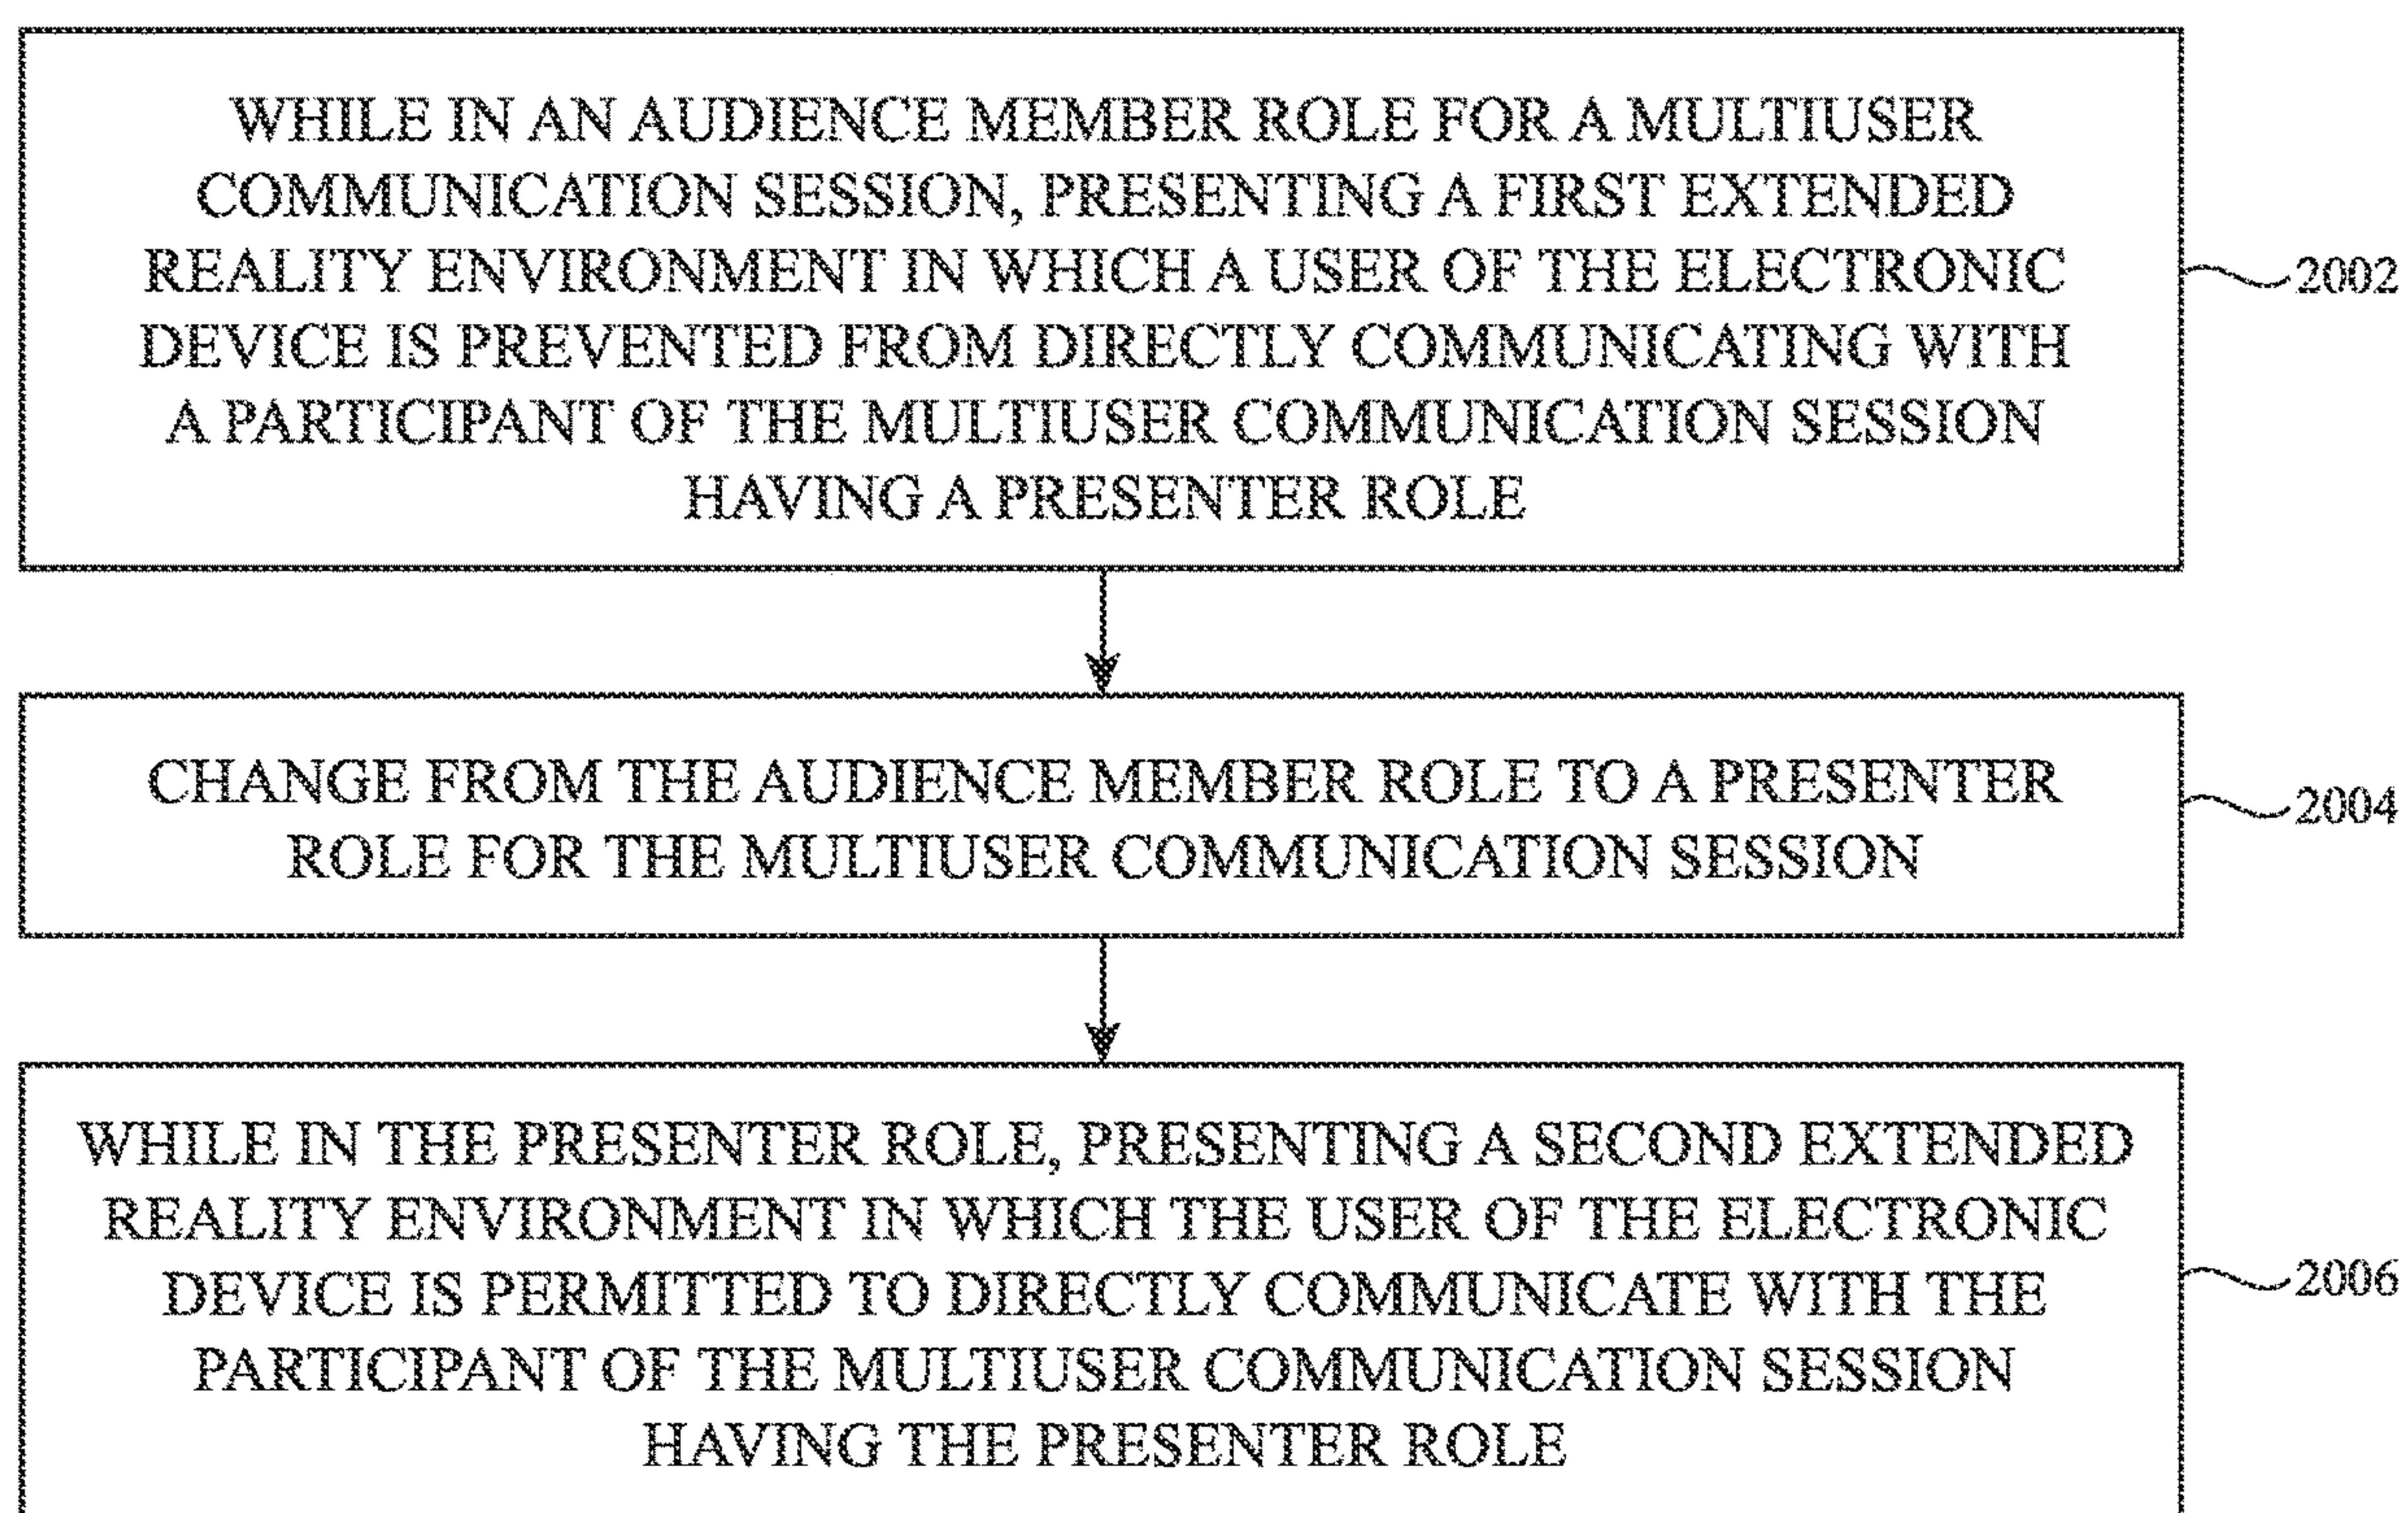 WHILE IN AN AUDIENCE MEMBER ROLE FOR A MULTIUSER
COMMUNICATION SESSION, PRESENTING A FIRST EXTENDED
REALITY ENVIRONMENT IN WHICH A USER OF THE ELECTRONIC
DEVICE IS PREVENTED FROM DIRECTLY COMMUNICATING WITH
A PARTICIPANT OF THE MULTIUSER COMMUNICATION SESSION
HAVING A PRESENTER ROLE
2002
CHANGE FROM THE AUDIENCE MEMBER ROLE TO A PRESENTER
ROLE FOR THE MULTIUSER COMMUNICATION SESSION
2004
WHILE IN THE PRESENTER ROLE, PRESENTING A SECOND EXTENDED
REALITY ENVIRONMENT IN WHICH THE USER OF THE ELECTRONIC
DEVICE IS PERMITTED TO DIRECTLY COMMUNICATE WITH THE
PARTICIPANT OF THE MULTIUSER COMMUNICATION SESSION
HAVING THE PRESENTER ROLE
2006